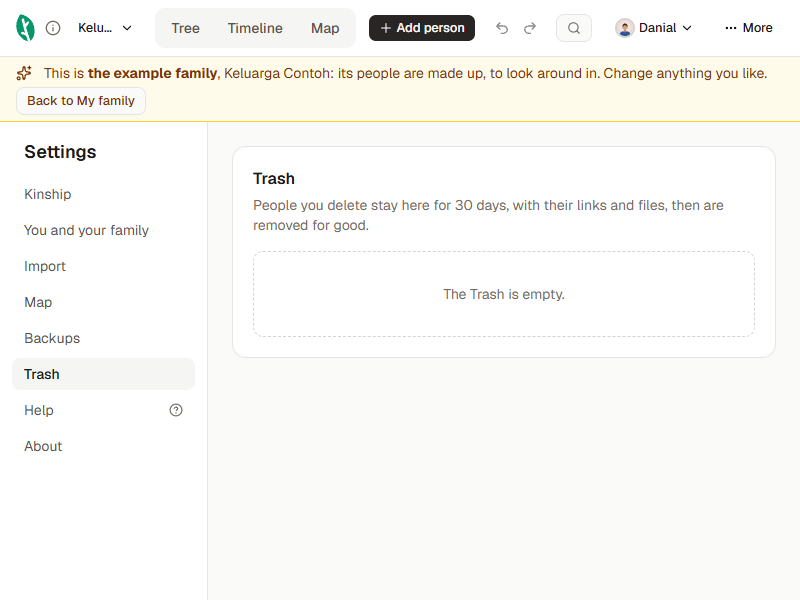 Kelu...
Tree
Timeline
Map
Add person
Danial
More
This is the example family, Keluarga Contoh: its people are made up, to look around in. Change anything you like.
Back to My family
Settings
Kinship
You and your family
Import
Map
Backups
Trash
Help
About
Trash
People you delete stay here for 30 days, with their links and files, then are
removed for good.
The Trash is empty.